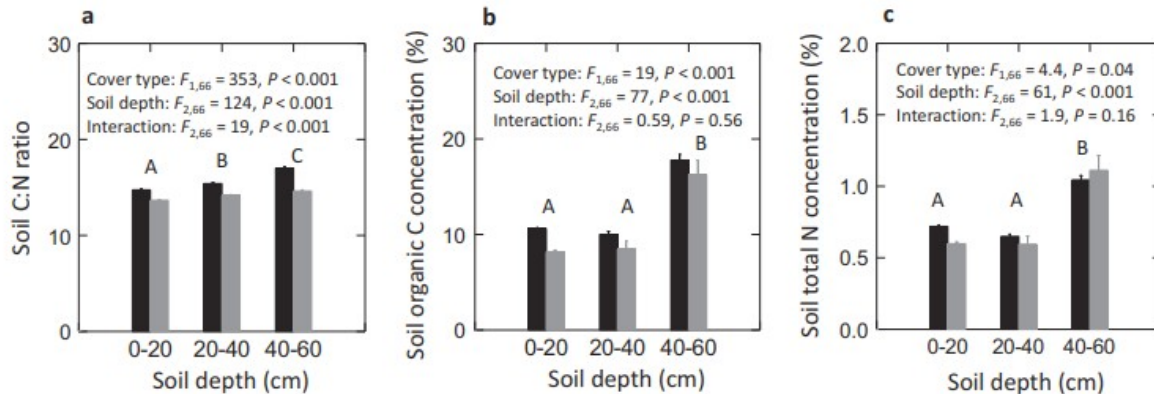 a
30
20
10
0
Soil C:N ratio
Cover type: F1,66 = 353, P < 0.001
Soil depth: F2,66 = 124, P < 0.001
Interaction: F2,66 = 19, P < 0.001
A
B
C
0-20 20-40 40-60
Soil depth (cm)
b
30
20
10
0
Soil organic C concentration (%)
Cover type: F1,66 = 19, P < 0.001
Soil depth: F2,66 = 77, P < 0.001
Interaction: F2,66 = 0.59, P = 0.56
A
A
B
0-20 20-40 40-60
Soil depth (cm)
c
2.0
1.5
1.0
0.5
0.0
Soil total N concentration (%)
Cover type: F1,66 = 4.4, P = 0.04
Soil depth: F2,66 = 61, P < 0.001
Interaction: F2,66 = 1.9, P = 0.16
A
A
B
0-20 20-40 40-60
Soil depth (cm)